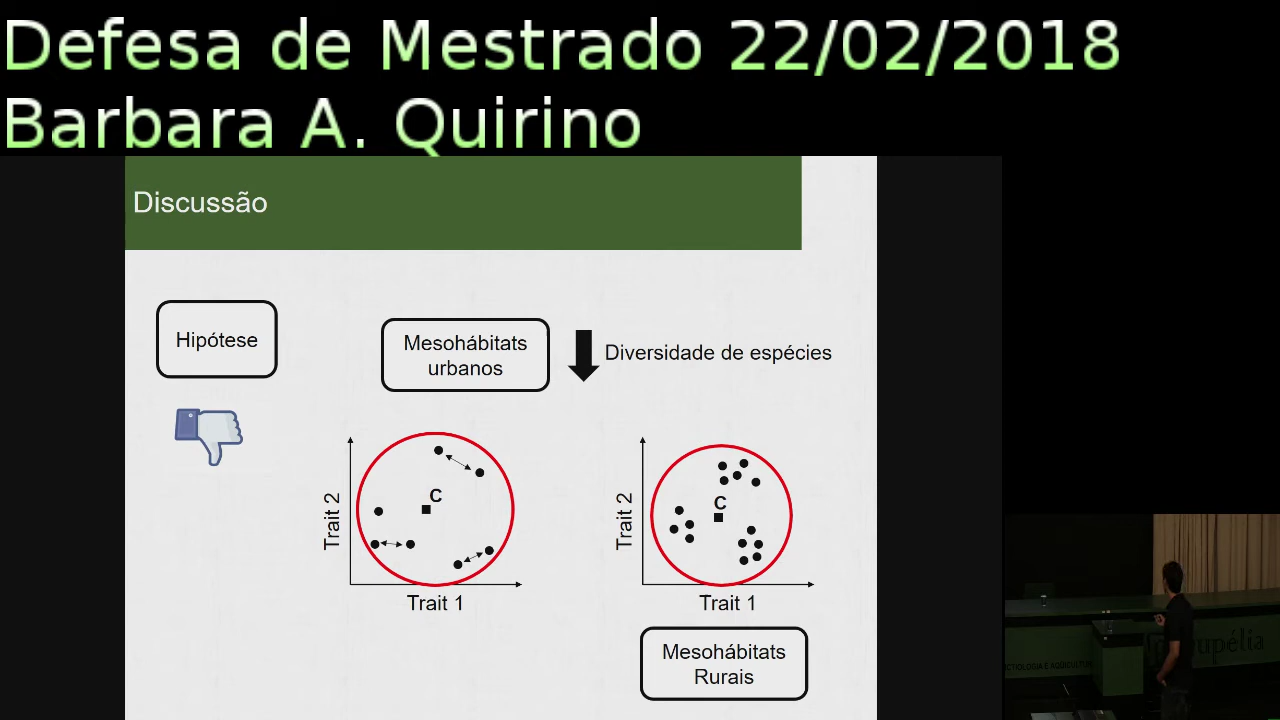 Defesa de Mestrado 22/02/2018
Barbara A. Quirino
Discussão
Hipótese
Mesohábitats
urbanos
Diversidade de espécies
Trait 2
C
Trait 1
Trait 2
C
Trait 1
Mesohábitats
Rurais